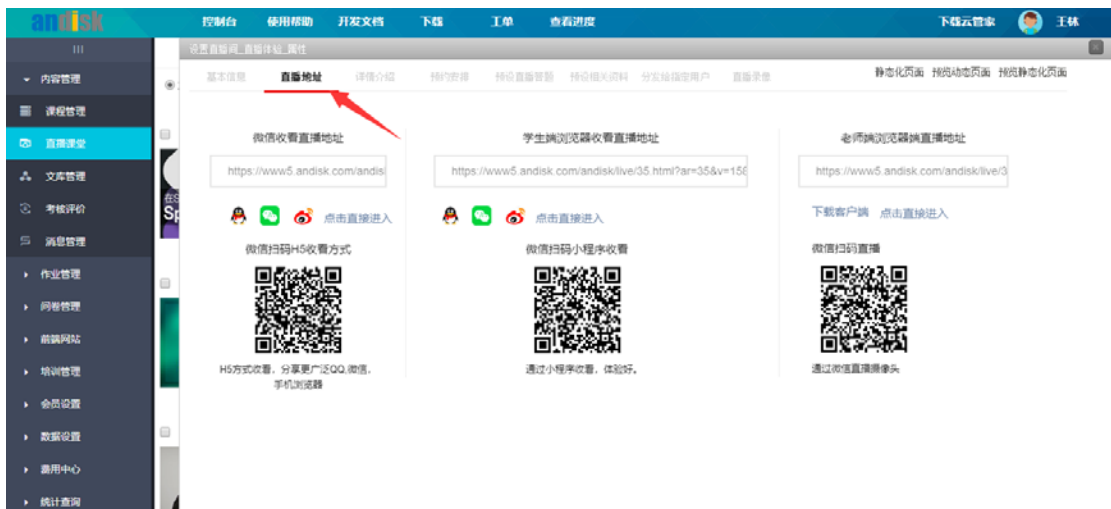 andisk 控制台 使用帮助 开发文档 下载 工单 查看进度 下载云管家 王林
设置直播间_直播体验_属性
内容管理
课程管理
直播课堂
文库管理
考核评价
消息管理
作业管理
问卷管理
前端网站
培训管理
会员设置
数据设置
费用中心
统计查询
基本信息 直播地址 详情介绍 预约安排 预设直播答题 预设相关资料 分发给指定用户 直播录像 静态化页面 预览动态页面 预览静态化页面
微信收看直播地址
https://www5.andisk.com/andis
点击直接进入
微信扫码H5收看方式
H5方式收看,分享更广泛QQ,微信,
手机浏览器
学生端浏览器收看直播地址
https://www5.andisk.com/andisk/live/35.html?ar=35&v=158
点击直接进入
微信扫码小程序收看
通过小程序收看,体验好。
老师端浏览器端直播地址
https://www5.andisk.com/andisk/live/3
下载客户端 点击直接进入
微信扫码直播
通过微信直播摄像头